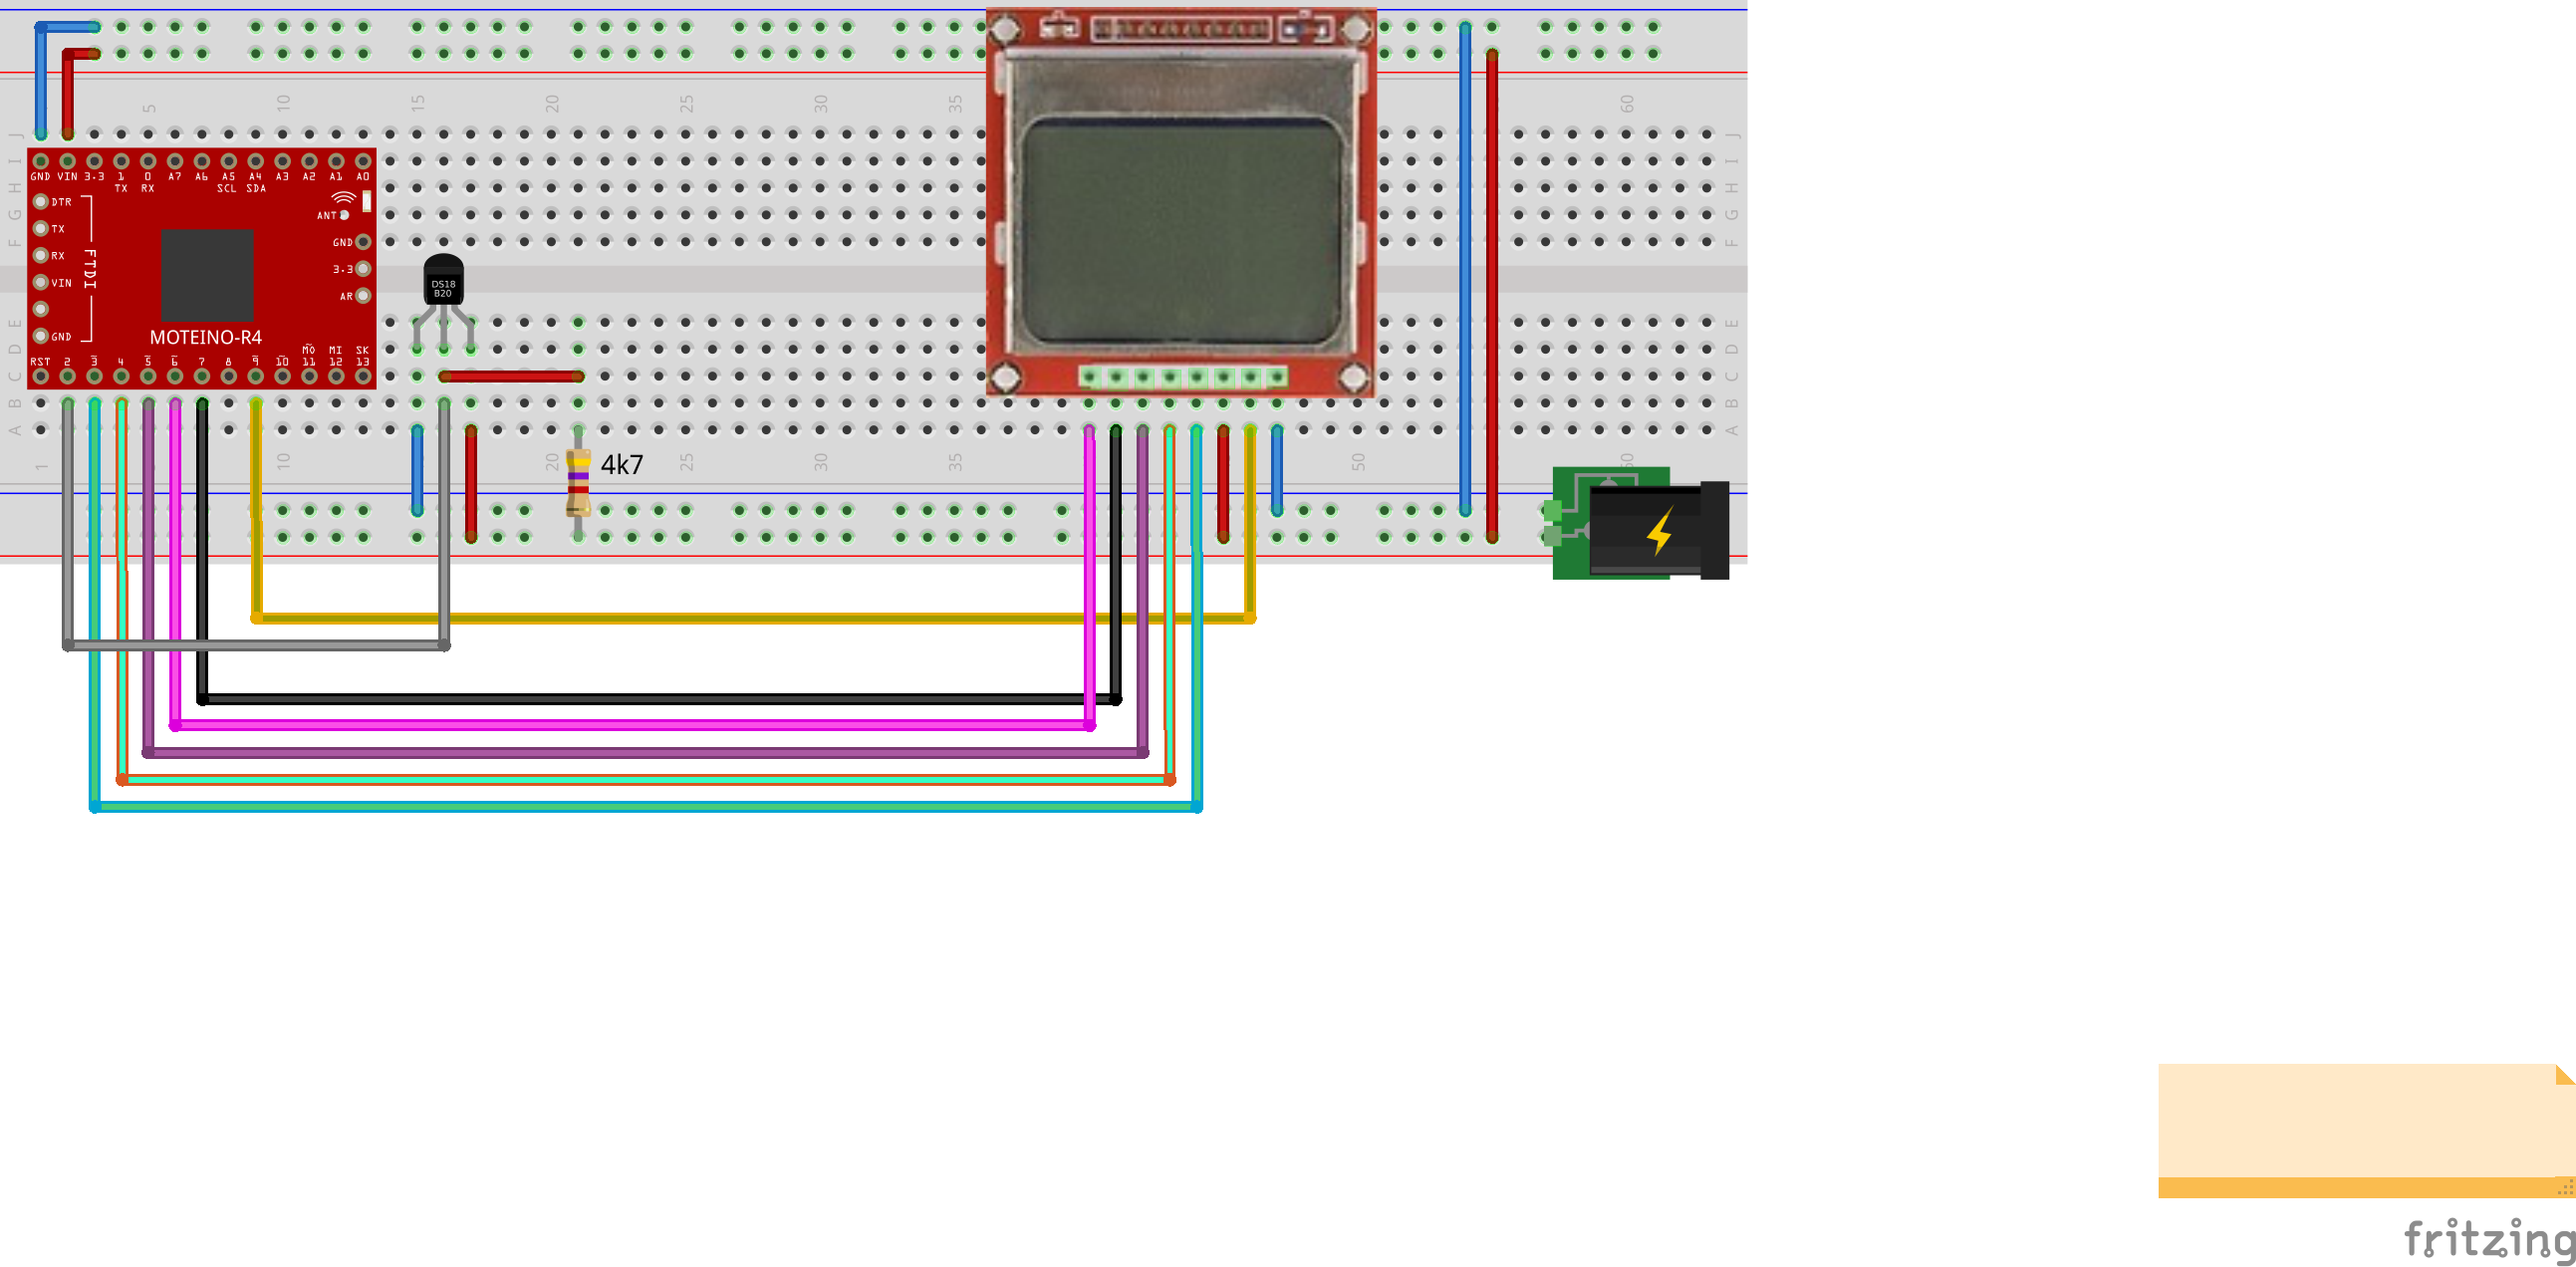 5 10 15 20 25 30 35 60
J J
I I
H H
G G
F F
GND VIN 3.3 1 0 A7 A6 A5 A4 A3 A2 A1 A0
TX RX SCL SDA
DTR
ANT
TX
GND
RX
FTDI
3.3
VIN
AR
DS18
B20
GND
MOTEINO-R4
E E
D D
M0 MI SK
RST 2 3 4 5 6 7 8 9 10 11 12 13
C C
B B
A A
1 10 20 25 30 35 50 60
4k7
fritzing